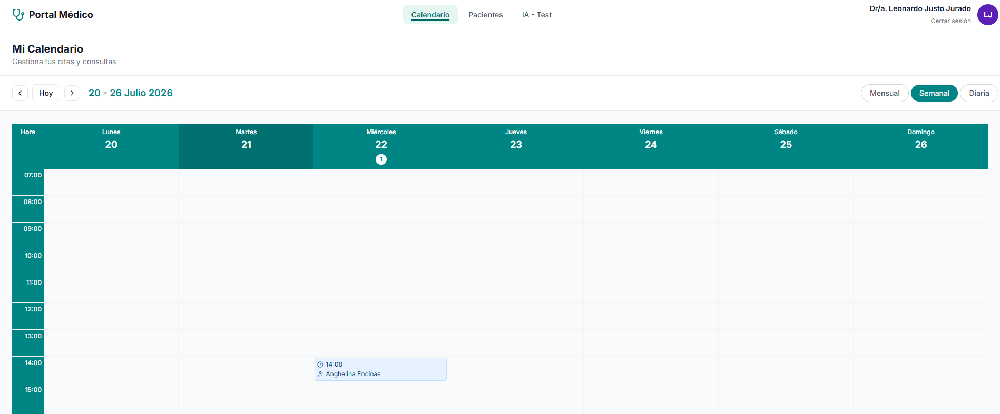 Portal Médico
Calendario
Pacientes
IA - Test
Dr/a. Leonardo Justo Jurado
Cerrar sesión
LJ
Mi Calendario
Gestiona tus citas y consultas
Hoy
20 - 26 Julio 2026
Mensual
Semanal
Diaria
Hora
Lunes
20
Martes
21
Miércoles
22
1
Jueves
23
Viernes
24
Sábado
25
Domingo
26
07:00
08:00
09:00
10:00
11:00
12:00
13:00
14:00
14:00
Anghelina Encinas
15:00